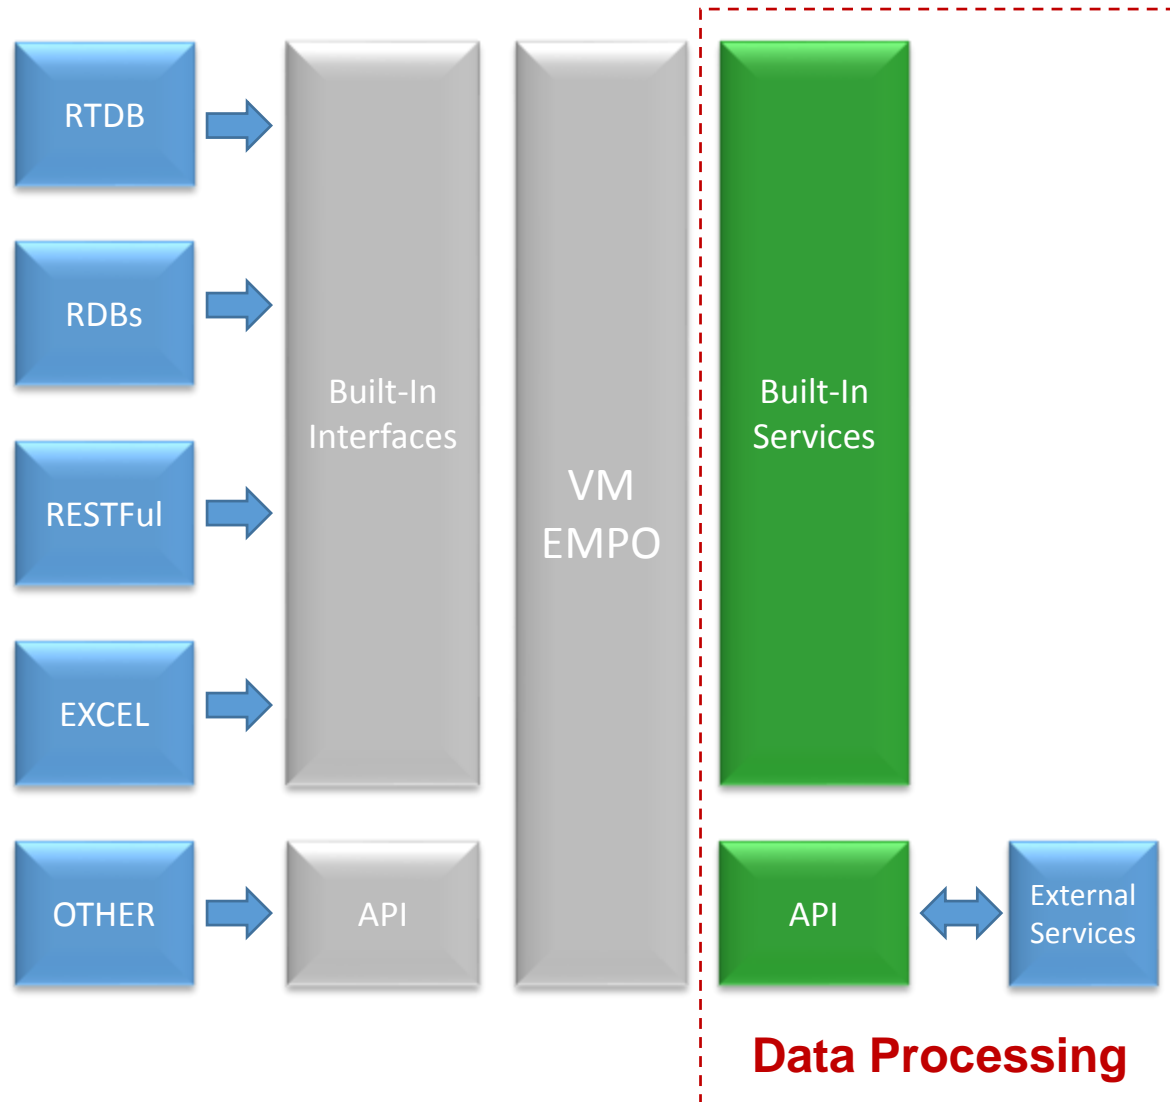 RTDB
RDBs
RESTFul
EXCEL
OTHER
Built-In
Interfaces
API
VM
EMPO
Built-In
Services
API
External
Services
Data Processing